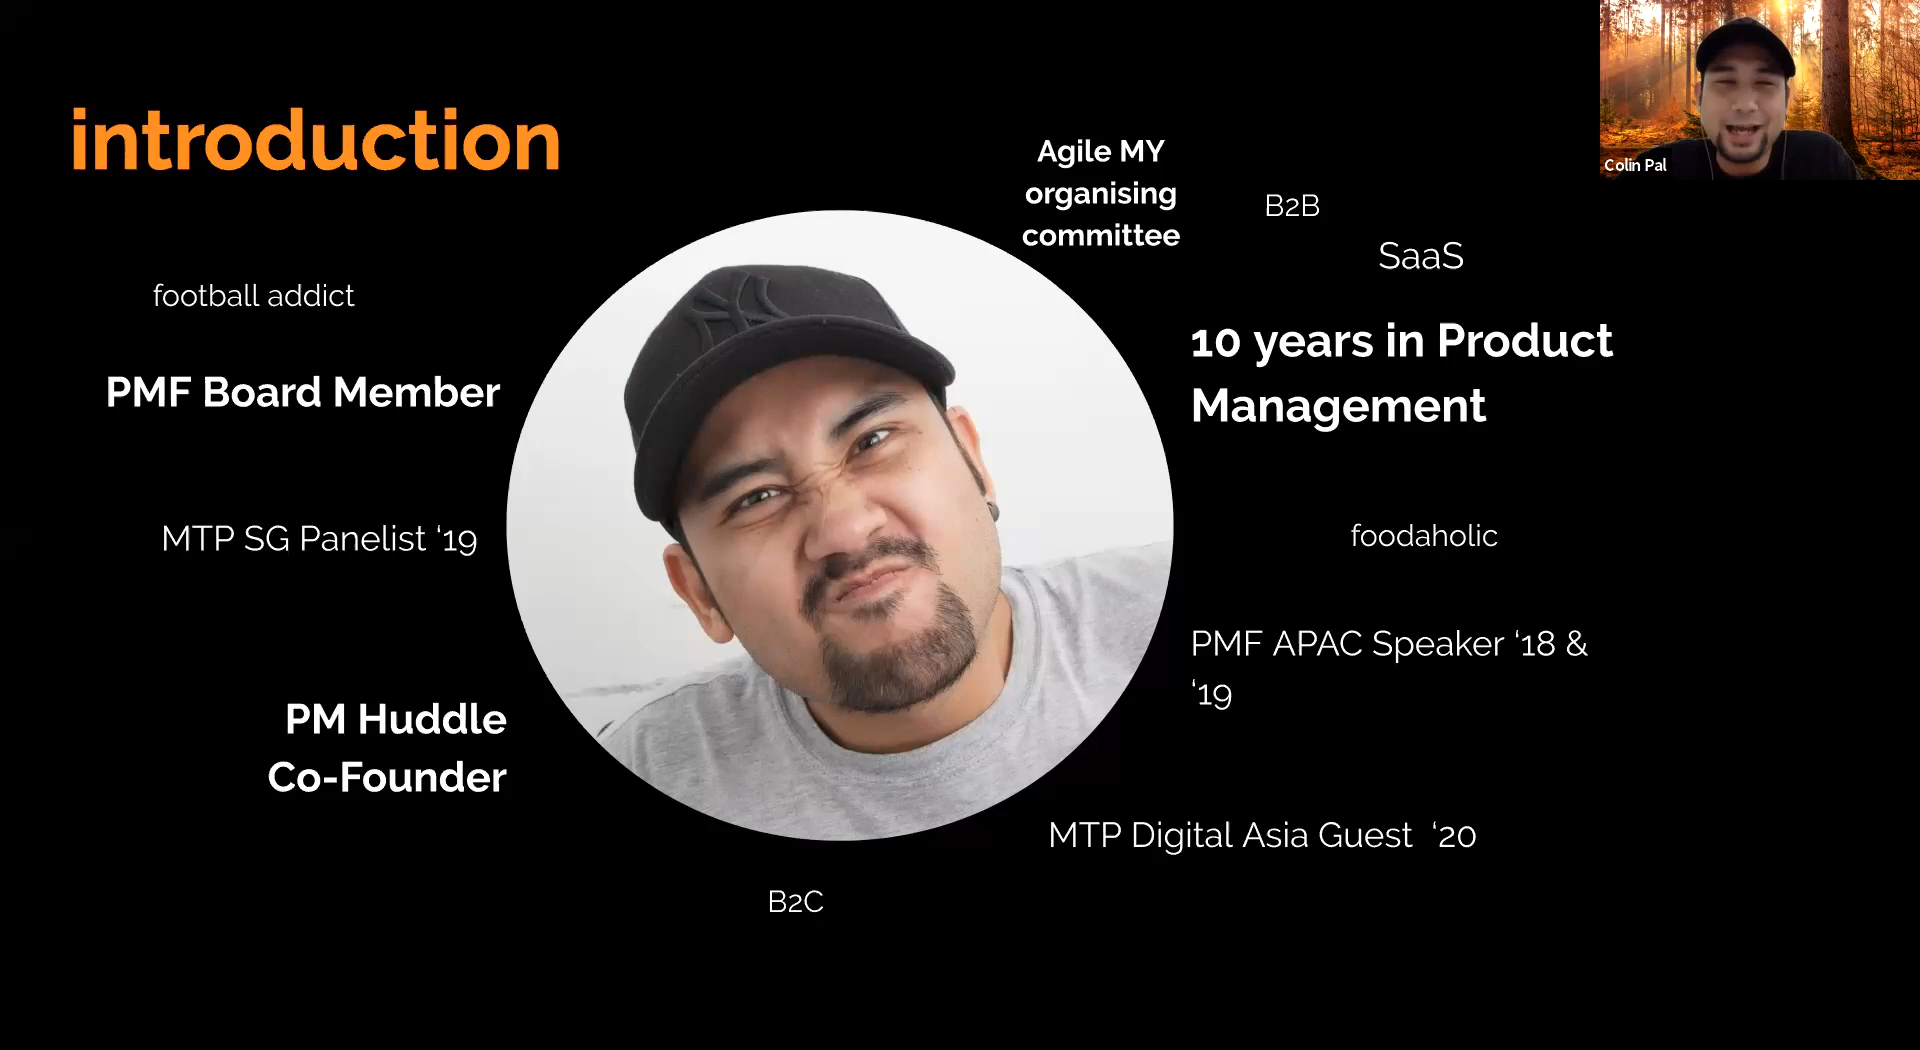 introduction
Colin Pal
Agile MY
organising
committee
B2B
SaaS
football addict
10 years in Product
Management
PMF Board Member
MTP SG Panelist ‘19
foodaholic
PMF APAC Speaker ‘18 &
‘19
PM Huddle
Co-Founder
MTP Digital Asia Guest ‘20
B2C